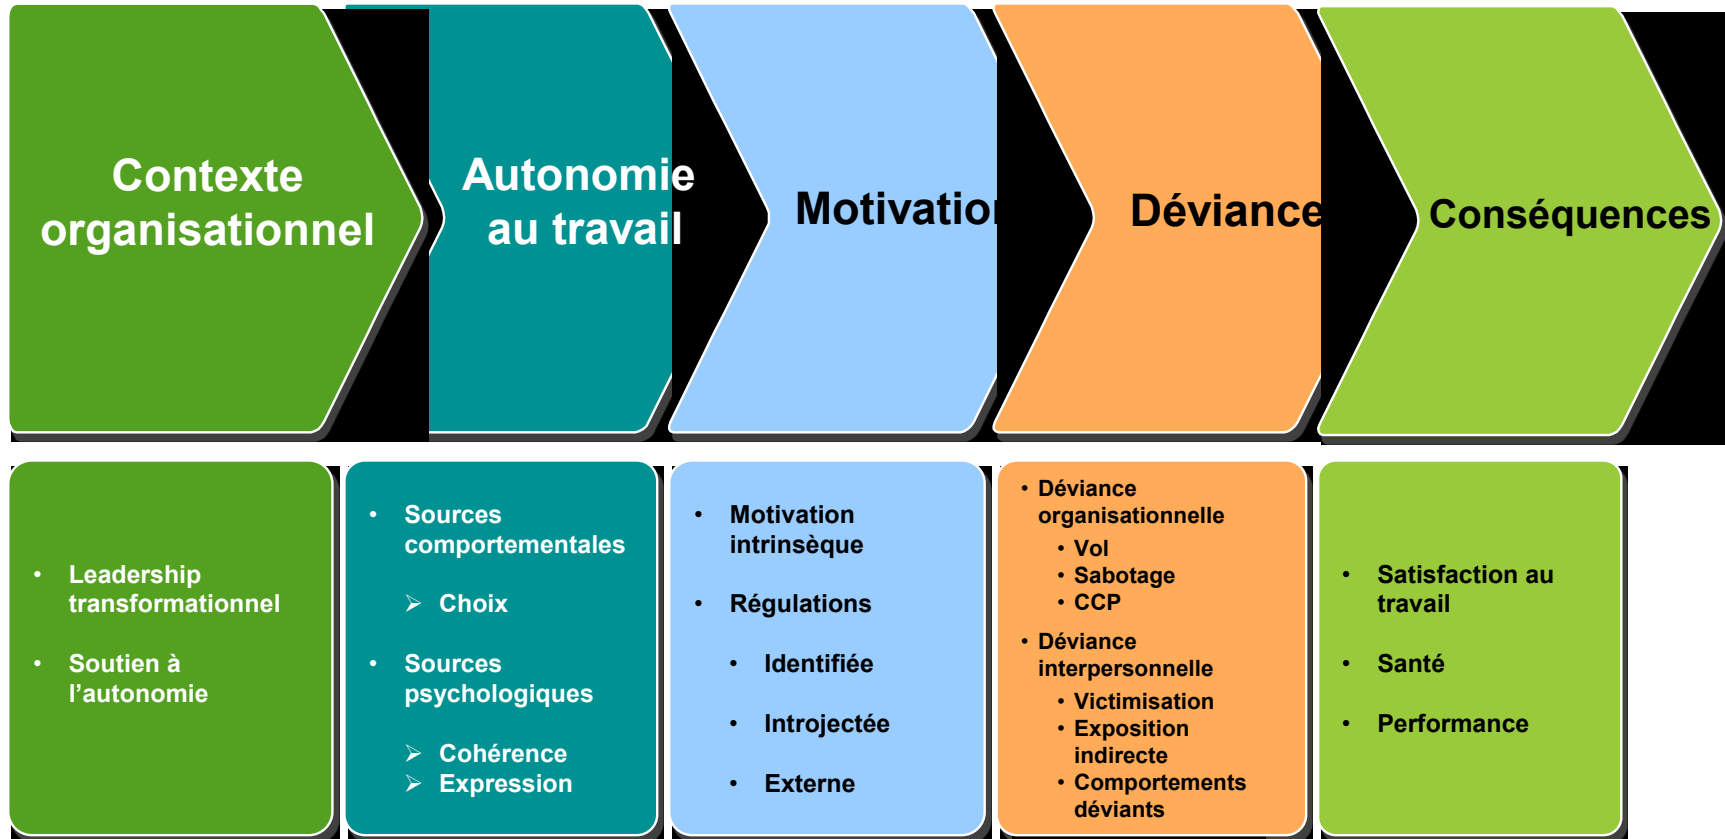 Contexte
organisationnel
Autonomie
au travail
Motivation
Déviance
Conséquences
• Leadership
transformationnel
• Soutien à
l’autonomie
• Sources
comportementales
➢ Choix
• Sources
psychologiques
➢ Cohérence
➢ Expression
• Motivation
intrinsèque
• Régulations
• Identifiée
• Introjectée
• Externe
• Déviance
organisationnelle
• Vol
• Sabotage
• CCP
• Déviance
interpersonnelle
• Victimisation
• Exposition
indirecte
• Comportements
déviants
• Satisfaction au
travail
• Santé
• Performance